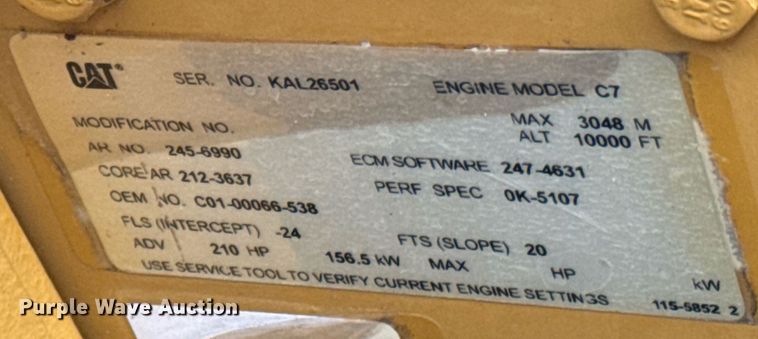 CAT® SER. NO. KAL26501 ENGINE MODEL C7
MODIFICATION NO. MAX 3048 M
ALT 10000 FT
AR NO. 245-6990 ECM SOFTWARE 247-4631
CORE AR 212-3637 PERF SPEC 0K-5107
OEM NO. C01-00066-538
FLS (INTERCEPT) -24 FTS (SLOPE) 20
ADV 210 HP 156.5 kW MAX HP kW
USE SERVICE TOOL TO VERIFY CURRENT ENGINE SETTINGS 115-5852 2
Purple Wave Auction